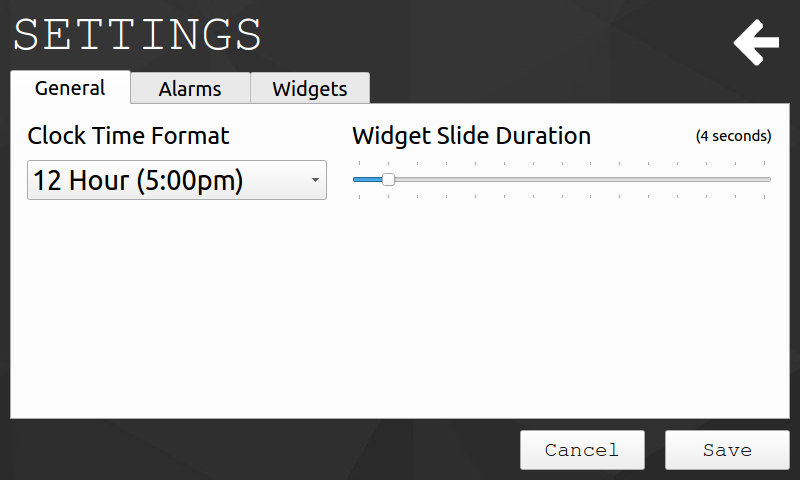 SETTINGS
General
Alarms
Widgets
Clock Time Format
Widget Slide Duration
(4 seconds)
12 Hour (5:00pm)
Cancel
Save